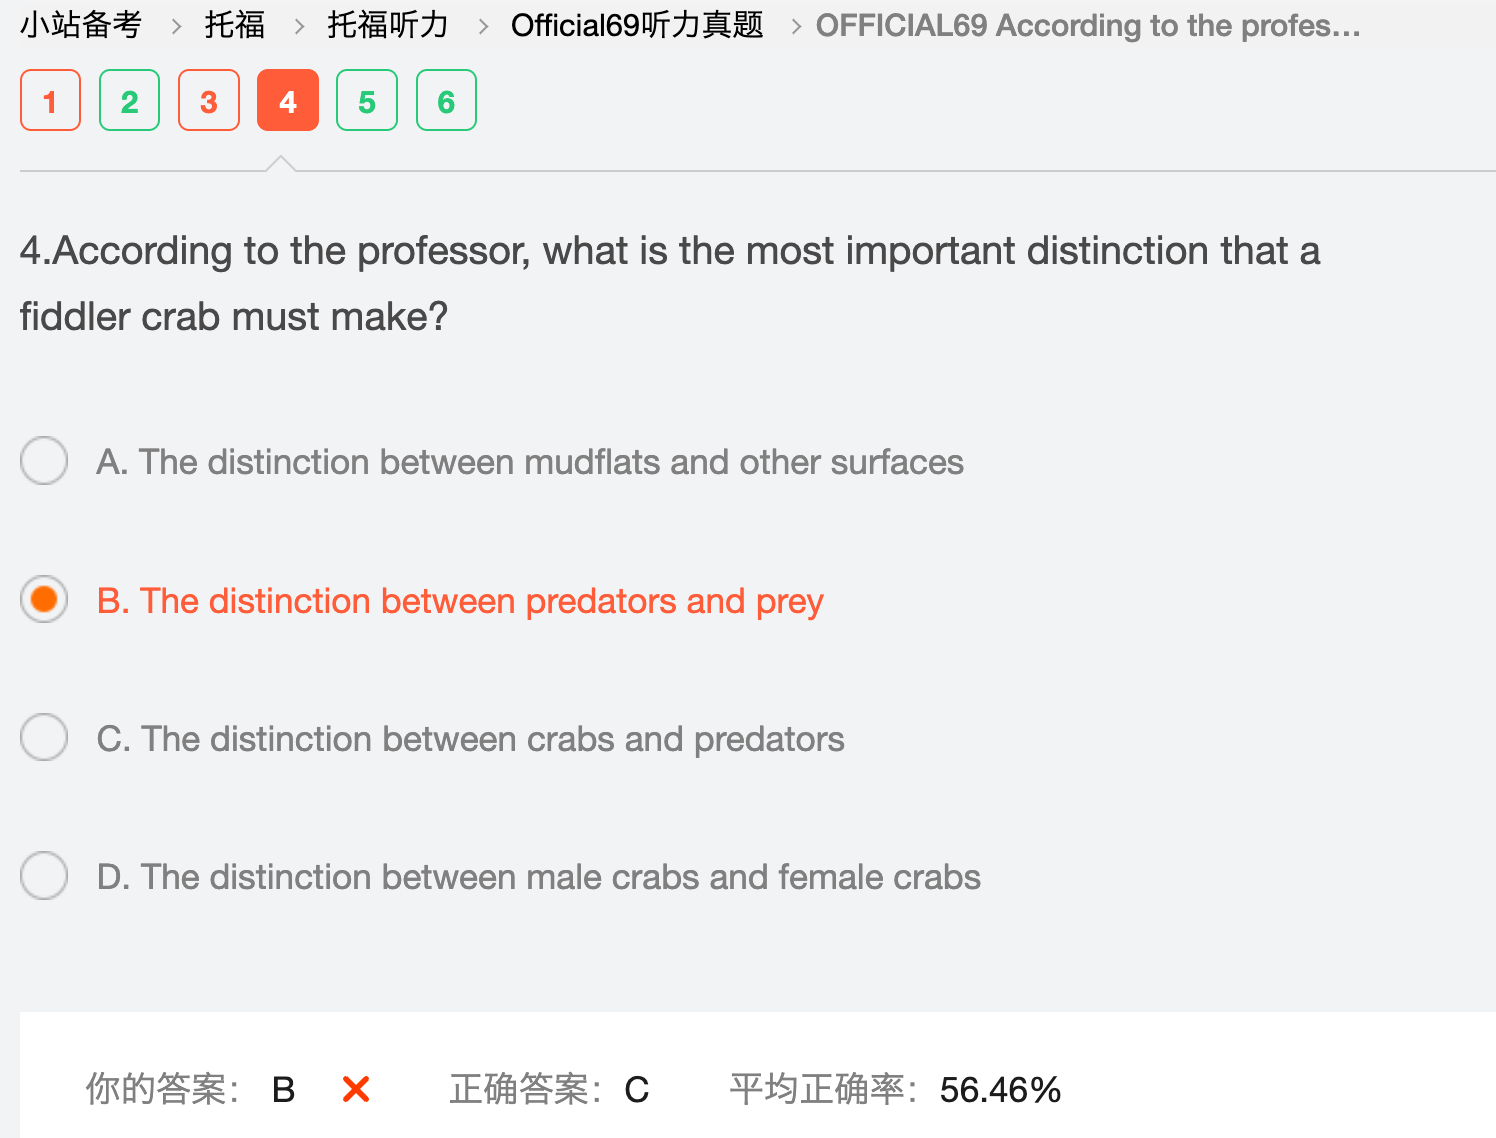 小站备考 > 托福 > 托福听力 > Official69听力真题 > OFFICIAL69 According to the profes...
1 2 3 4 5 6
4.According to the professor, what is the most important distinction that a
fiddler crab must make?
A. The distinction between mudflats and other surfaces
B. The distinction between predators and prey
C. The distinction between crabs and predators
D. The distinction between male crabs and female crabs
你的答案： B ✕ 正确答案： C 平均正确率： 56.46%